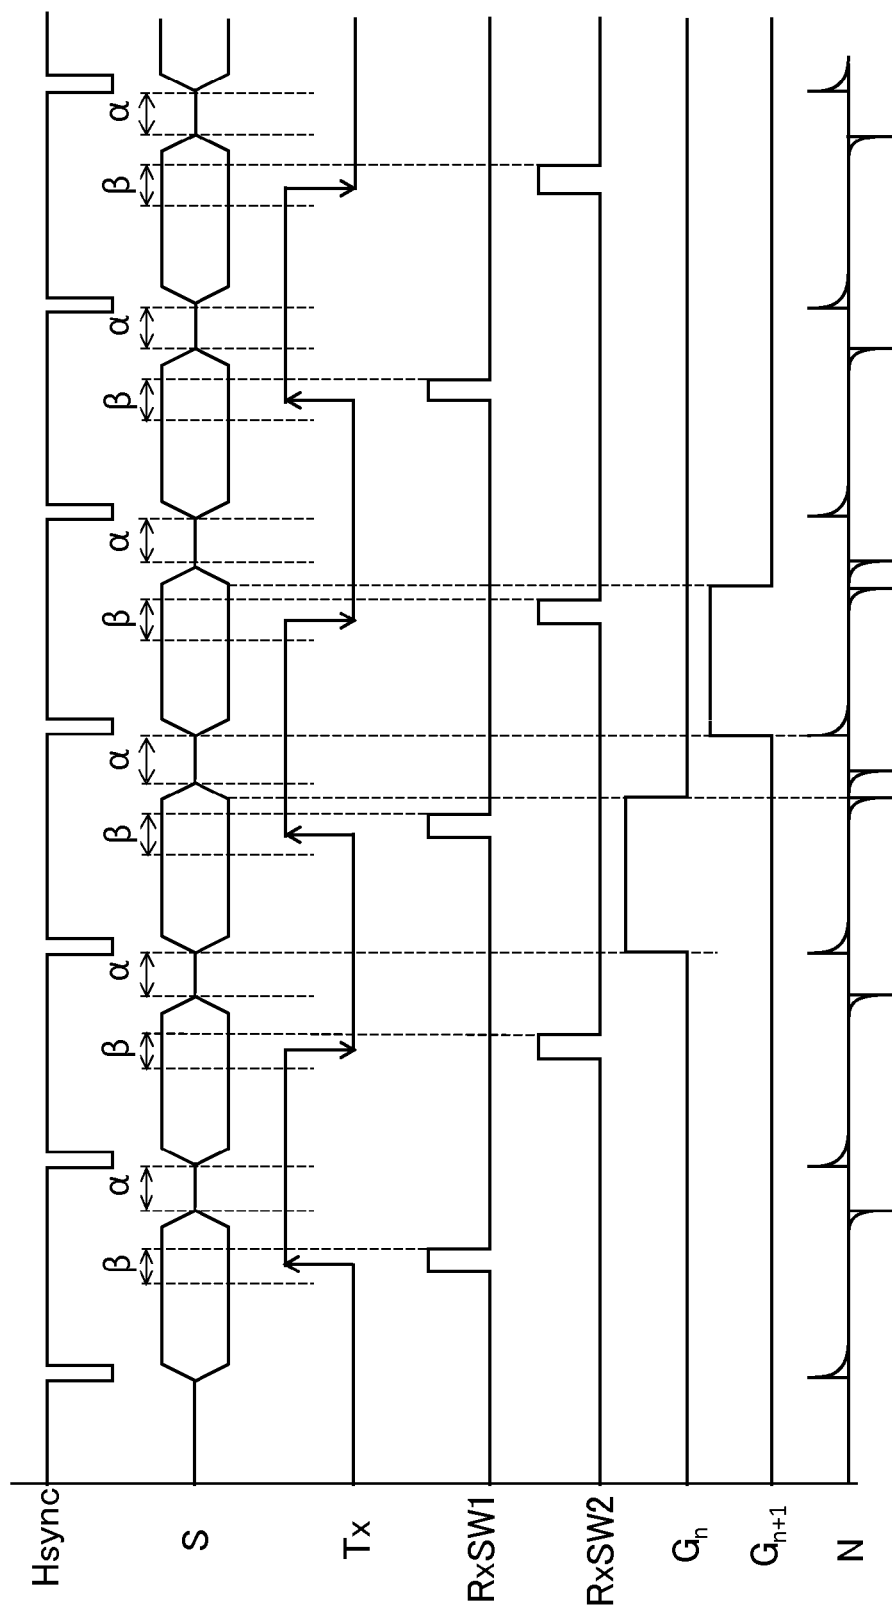 Hsync
β α β α β α β α β α β α
S
Tx
RxSW1
RxSW2
Gn
Gn+1
N